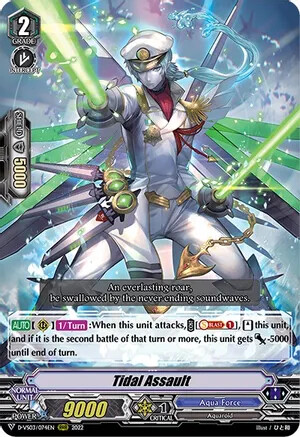 2
GRADE
INTERCEPT
SHIELD
5000
An everlasting roar,
be swallowed by the never-ending soundwaves.
AUTO 1/Turn :When this unit attacks, [ BLAST 1], this unit,
and if it is the second battle of that turn or more, this unit gets -5000
until end of turn.
Tidal Assault
NORMAL UNIT
POWER 9000
1 CRITICAL
Aqua Force
Aquaroid
D-VS03/074EN 2022